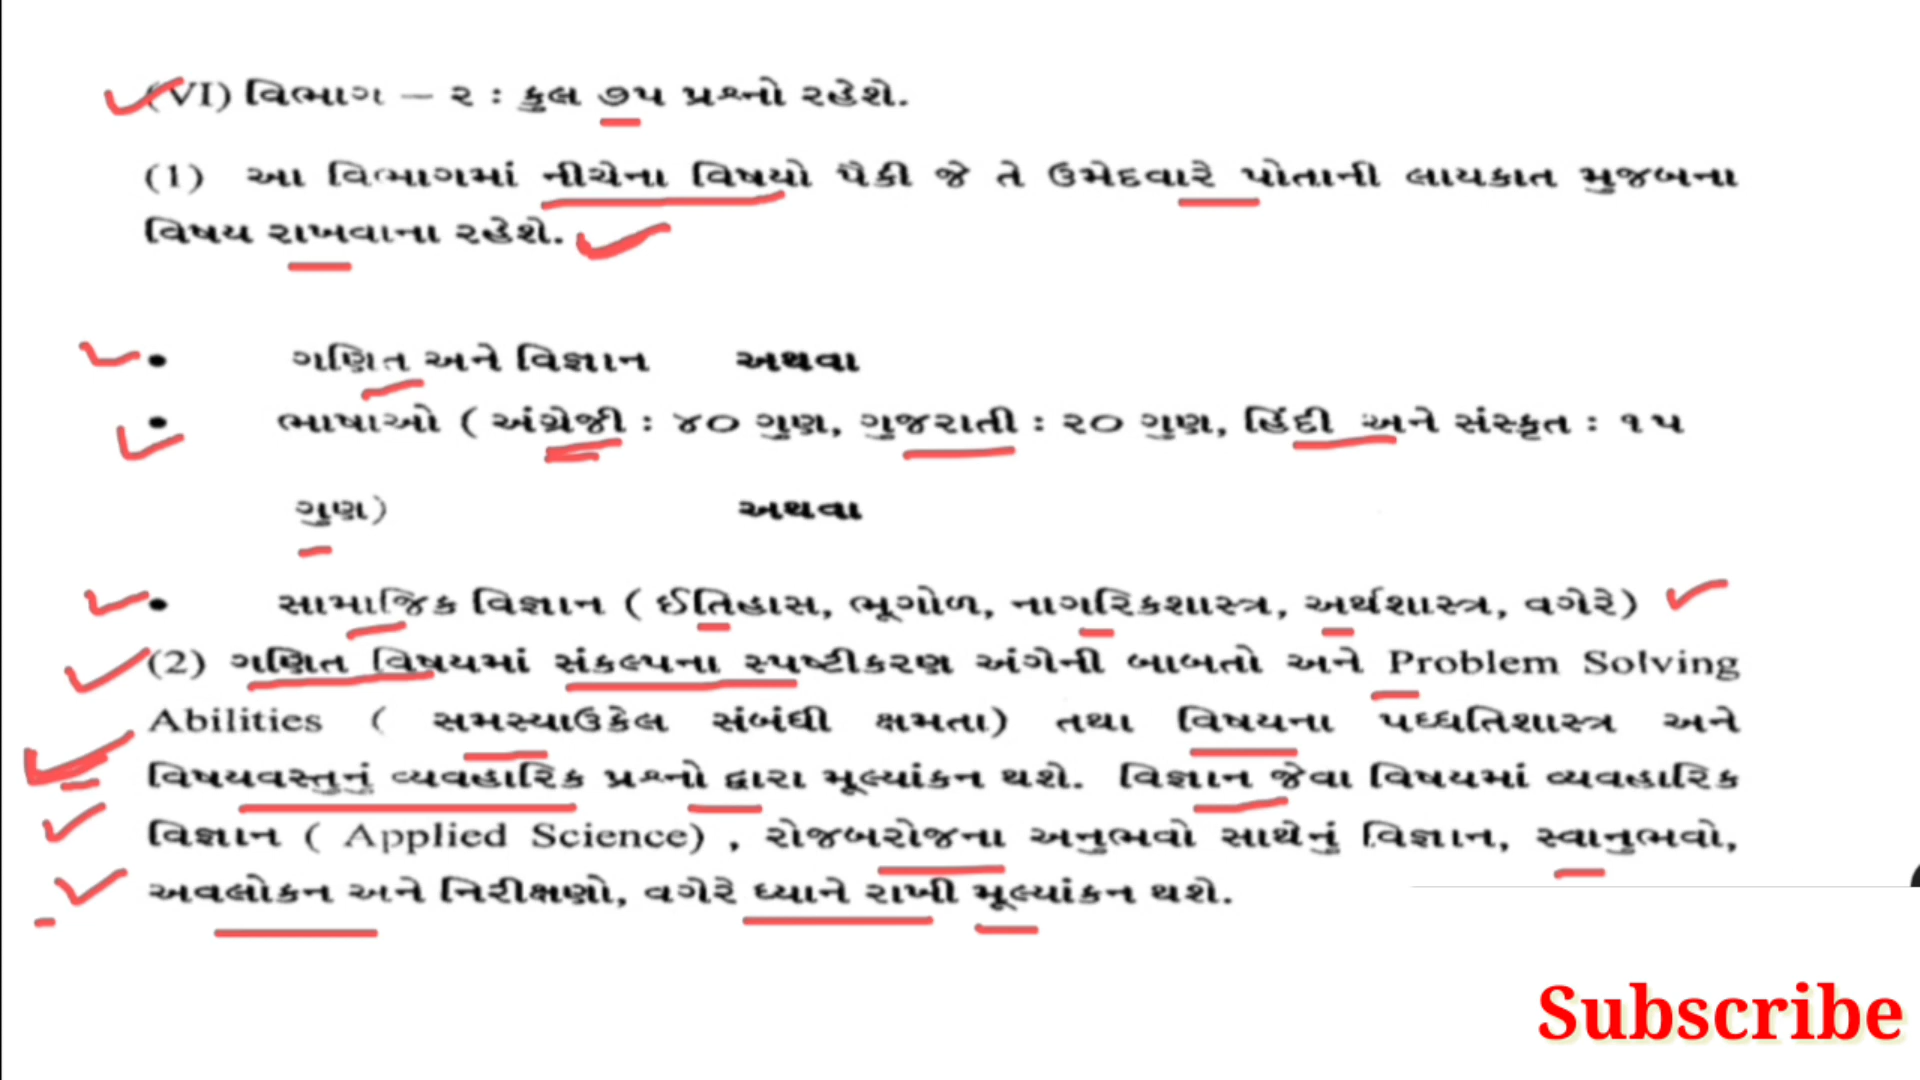 (VI) વિભાગ – ૨ : કુલ ૭૫ પ્રશ્નો રહેશે.
(1) આ વિભાગમાં નીચેના વિષયો પૈકી જે તે ઉમેદવારે પોતાની લાયકાત મુજબના
વિષય રાખવાના રહેશે.
• ગણિત અને વિજ્ઞાન અથવા
• ભાષાઓ ( અંગ્રેજી : ૪૦ ગુણ, ગુજરાતી : ૨૦ ગુણ, હિંદી અને સંસ્કૃત : ૧૫
ગુણ) અથવા
• સામાજિક વિજ્ઞાન ( ઈતિહાસ, ભૂગોળ, નાગરિકશાસ્ત્ર, અર્થશાસ્ત્ર, વગેરે)
(2) ગણિત વિષયમાં સંકલ્પના સ્પષ્ટીકરણ અંગેની બાબતો અને Problem Solving
Abilities ( સમસ્યાઉકેલ સંબંધી ક્ષમતા) તથા વિષયના પધ્ધતિશાસ્ત્ર અને
વિષયવસ્તુનું વ્યવહારિક પ્રશ્નો દ્વારા મૂલ્યાંકન થશે. વિજ્ઞાન જેવા વિષયમાં વ્યવહારિક
વિજ્ઞાન ( Applied Science) , રોજબરોજના અનુભવો સાથેનું વિજ્ઞાન, સ્વાનુભવો,
અવલોકન અને નિરીક્ષણો, વગેરે ધ્યાને રાખી મૂલ્યાંકન થશે.
Subscribe